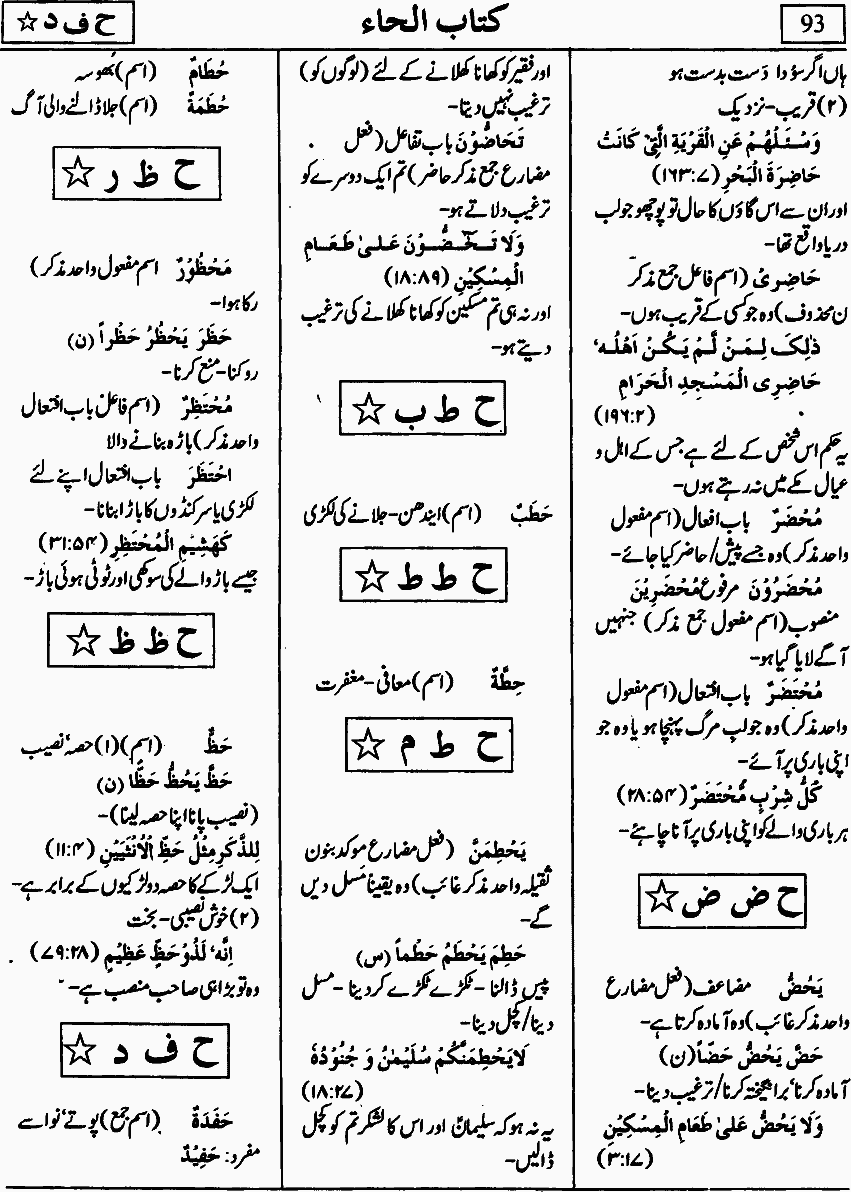 93
کتاب الحاء
ح ف د ☆
ہاں اگر سودا دست بدست ہو
(۲) قریب-نزدیک
وَسْئَلْهُمْ عَنِ الْقَرْيَةِ الَّتِيْ كَانَتْ
حَاضِرَةَ الْبَحْرِ (۷:۱۶۳)
اور ان سے اس گاؤں کا حال تو پوچھو جو لب
دریا واقع تھا-
حَاضِرِيْ (اسم فاعل جمع مذکر
ن محذوف) وہ جو کسی کے قریب ہوں-
ذٰلِکَ لِمَنْ لَّمْ يَكُنْ اَهْلُهٗ
حَاضِرِى الْمَسْجِدِ الْحَرَامِ
(۲:۱۹۶)
یہ حکم اس شخص کے لئے ہے جس کے اہل و
عیال مکے میں نہ رہتے ہوں-
مُحْضَرٌ باب افعال (اسم مفعول
واحد مذکر) وہ جسے پیش/حاضر کیا جائے-
مُحْضَرُوْنَ مرفوع مُحْضَرِيْنَ
منصوب (اسم مفعول جمع مذکر) جنہیں
آگے لایا گیا ہو-
مُحْتَضَرٌ باب افتعال (اسم مفعول
واحد مذکر) وہ جو لب مرگ پہنچا ہو یا وہ جو
اپنی باری پر آئے-
كُلُّ شِرْبٍ مُّحْتَضَرٌ (۵۴:۲۸)
ہر باری والے کو اپنی باری پر آنا چاہئے-
ح ض ض ☆
يَحُضُّ مضاعف (فعل مضارع
واحد مذکر غائب) وہ آمادہ کرتا ہے-
حَضَّ يَحُضُّ حَضّاً (ن)
آمادہ کرنا' برانگیختہ کرنا/ترغیب دینا-
وَلَا يَحُضُّ عَلٰى طَعَامِ الْمِسْكِيْنِ
(۱۷:۳)
اور فقیر کو کھانا کھلانے کے لئے (لوگوں کو)
ترغیب نہیں دیتا-
تَحَاضُّوْنَ باب تفاعل (فعل
مضارع جمع مذکر حاضر) تم ایک دوسرے کو
ترغیب دلاتے ہو-
وَلَا تَحٰٓضُّوْنَ عَلٰى طَعَامِ
الْمِسْكِيْنِ (۸۹:۱۸)
اور نہ ہی تم مسکین کو کھانا کھلانے کی ترغیب
دیتے ہو-
ح ط ب ☆
حَطَبٌ (اسم) ایندھن-جلانے کی لکڑی
ح ط ط ☆
حِطَّةٌ (اسم) معافی-مغفرت
ح ط م ☆
يَحْطِمَنَّ (فعل مضارع موکد بنون
ثقیلہ واحد مذکر غائب) وہ یقیناً مسل دیں
گے-
حَطِمَ يَحْطَمُ حَطْماً (س)
پیس ڈالنا - ٹکڑے ٹکڑے کر دینا - مسل
دینا/کچل دینا-
لَايَحْطِمَنَّكُمْ سُلَيْمٰنُ وَ جُنُوْدُهٗ
(۲۷:۱۸)
یہ نہ ہو کہ سلیمان اور اس کا لشکر تم کو کچل
ڈالیں-
حُطَامٌ (اسم) بھوسہ
حُطَمَةٌ (اسم) جلا ڈالنے والی آگ
ح ظ ر ☆
مَحْظُوْرٌ اسم مفعول واحد مذکر)
رکا ہوا-
حَظَرَ يَحْظُرُ حَظْراً (ن)
روکنا-منع کرنا-
مُحْتَظِرٌ (اسم فاعل باب افتعال
واحد مذکر) باڑہ بنانے والا
احْتَظَرَ باب افتعال اپنے لئے
لکڑی یا سرکنڈوں کا باڑا بنانا-
كَهَشِيْمِ الْمُحْتَظِرِ (۵۴:۳۱)
جیسے باڑ والے کی سوکھی اور ٹوٹی ہوئی باڑ-
ح ظ ظ ☆
حَظٌّ (اسم) (۱) حصہ' نصیب
حَظَّ يَحُظُّ حَظًّا (ن)
(نصیب پانا اپنا حصہ لینا)-
لِلذَّكَرِ مِثْلُ حَظِّ الْاُنْثَيَيْنِ (۴:۱۱)
ایک لڑکے کا حصہ دو لڑکیوں کے برابر ہے-
(۲) خوش نصیبی-بخت
اِنَّهٗ لَذُوْ حَظٍّ عَظِيْمٍ (۲۸:۷۹)
وہ تو بڑا ہی صاحب منصب ہے-
ح ف د ☆
حَفَدَةٌ (اسم جمع) پوتے' نواسے
مفرد: حَفِيْدٌ